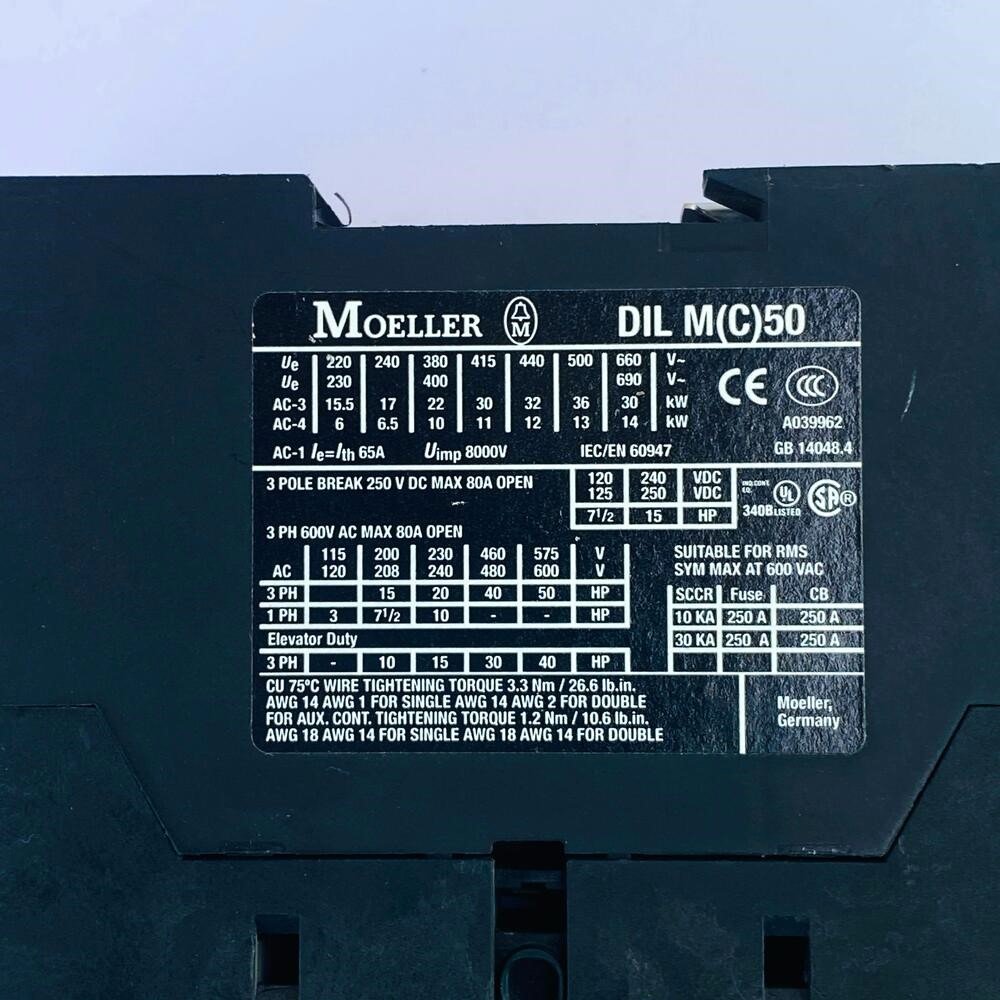 MOELLER M DIL M(C)50
Ue 220 240 380 415 440 500 660 V~
Ue 230 400 690 V~
AC-3 15.5 17 22 30 32 36 30 kW
AC-4 6 6.5 10 11 12 13 14 kW
CE CCC
A039962
AC-1 Ie=Ith 65A Uimp 8000V IEC/EN 60947 GB 14048.4
3 POLE BREAK 250 V DC MAX 80A OPEN
120 240 VDC
125 250 VDC
7 1/2 15 HP
IND.CONT.
EQ.
UL SA®
340B LISTED
3 PH 600V AC MAX 80A OPEN
115 200 230 460 575 V
AC 120 208 240 480 600 V
3 PH 15 20 40 50 HP
1 PH 3 7 1/2 10 - - HP
Elevator Duty
3 PH - 10 15 30 40 HP
SUITABLE FOR RMS
SYM MAX AT 600 VAC
SCCR Fuse CB
10 KA 250 A 250 A
30 KA 250 A 250 A
CU 75°C WIRE TIGHTENING TORQUE 3.3 Nm / 26.6 lb.in.
AWG 14 AWG 1 FOR SINGLE AWG 14 AWG 2 FOR DOUBLE
FOR AUX. CONT. TIGHTENING TORQUE 1.2 Nm / 10.6 lb.in.
AWG 18 AWG 14 FOR SINGLE AWG 18 AWG 14 FOR DOUBLE
Moeller,
Germany